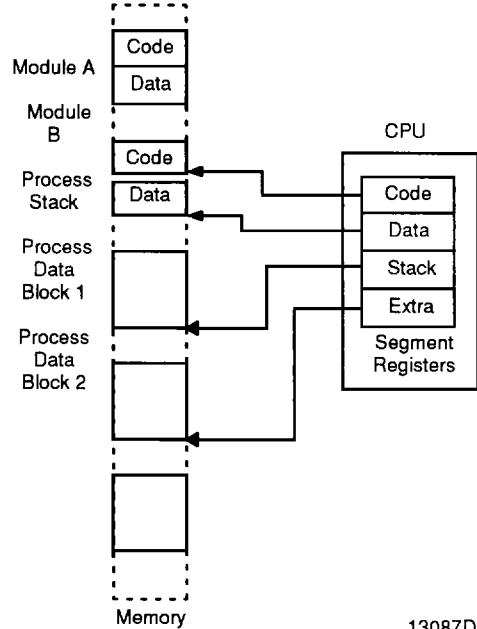 Module A
Code
Data
Module
B
Code
Process
Stack
Data
Process
Data
Block 1
Process
Data
Block 2
Memory
CPU
Code
Data
Stack
Extra
Segment
Registers
13087D